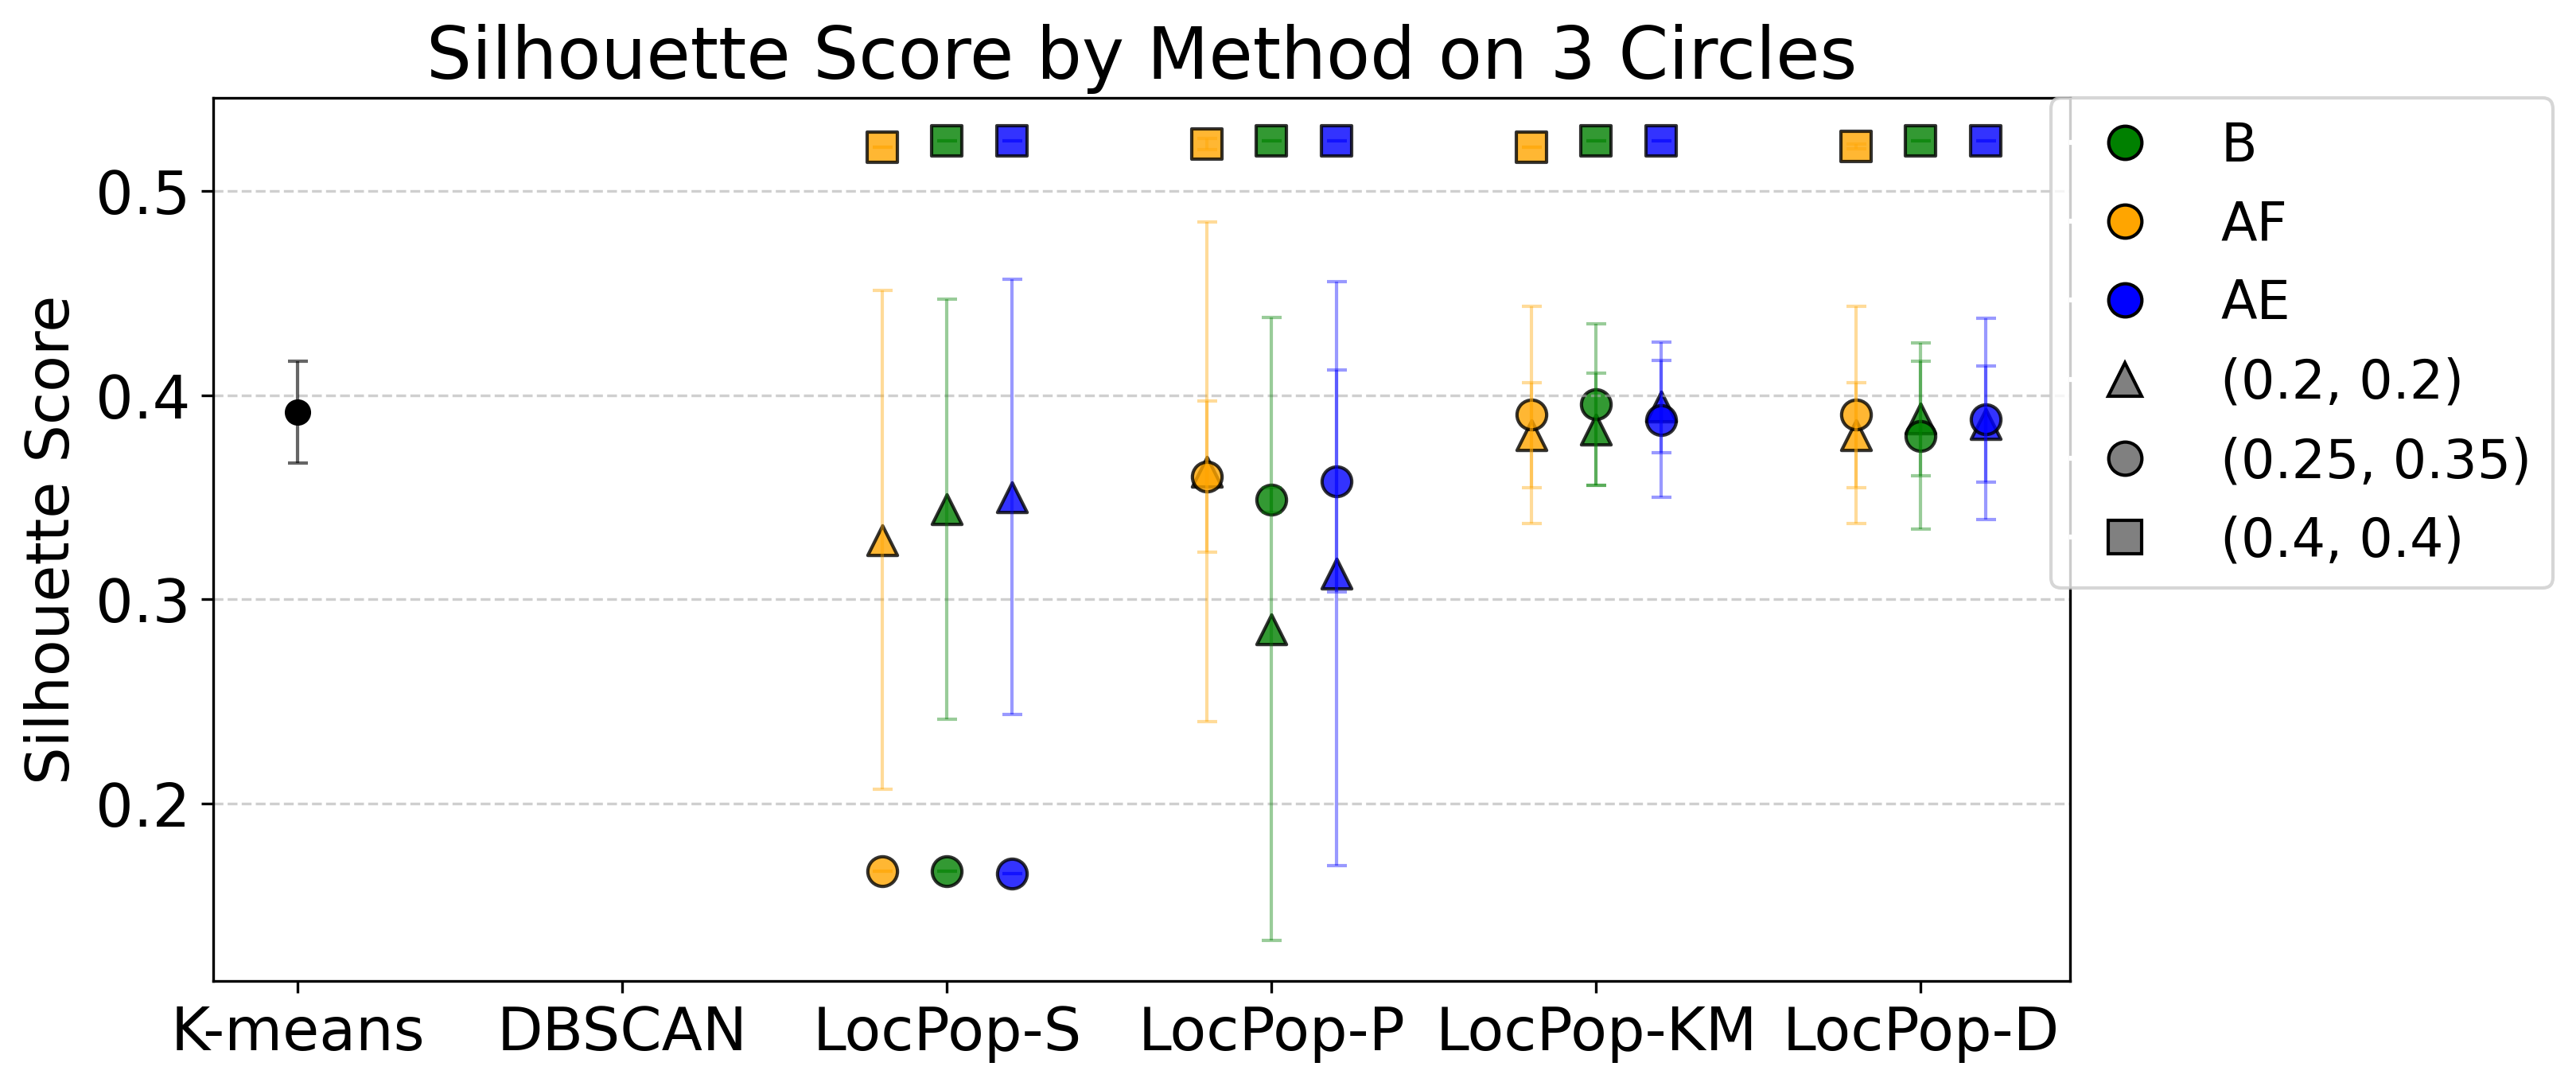 Silhouette Score by Method on 3 Circles
Silhouette Score
0.5
0.4
0.3
0.2
K-means
DBSCAN
LocPop-S
LocPop-P
LocPop-KM
LocPop-D
B
AF
AE
(0.2, 0.2)
(0.25, 0.35)
(0.4, 0.4)